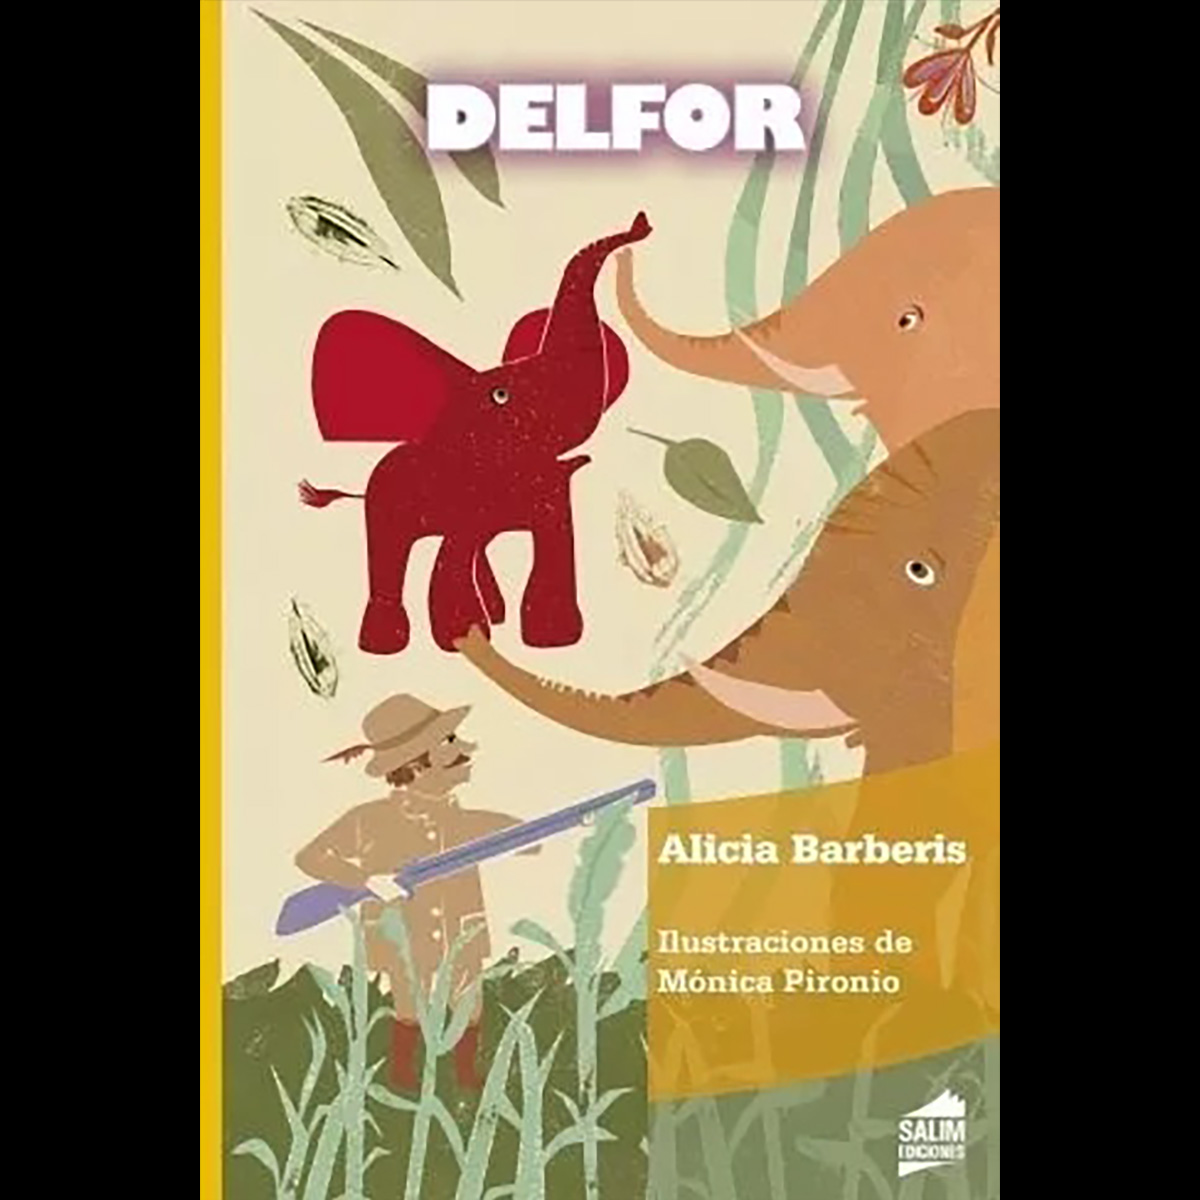 DELFOR
Alicia Barberis
Ilustraciones de
Mónica Pironio
SALIM
EDICIONES